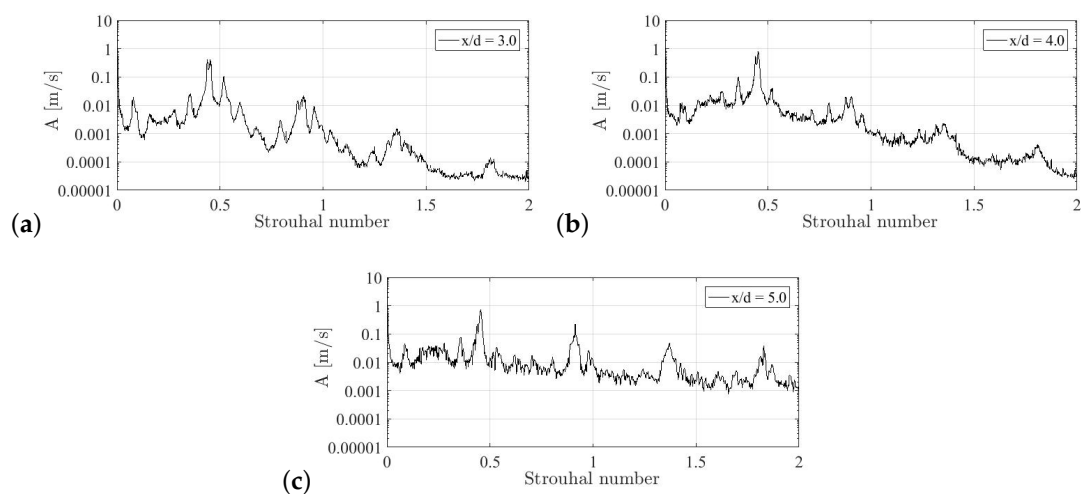 10
1
0.1
0.01
0.001
0.0001
0.00001
A [m/s]
x/d = 3.0
0 0.5 1 1.5 2
Strouhal number
(a)
10
1
0.1
0.01
0.001
0.0001
0.00001
A [m/s]
x/d = 4.0
0 0.5 1 1.5 2
Strouhal number
(b)
10
1
0.1
0.01
0.001
0.0001
0.00001
A [m/s]
x/d = 5.0
0 0.5 1 1.5 2
Strouhal number
(c)